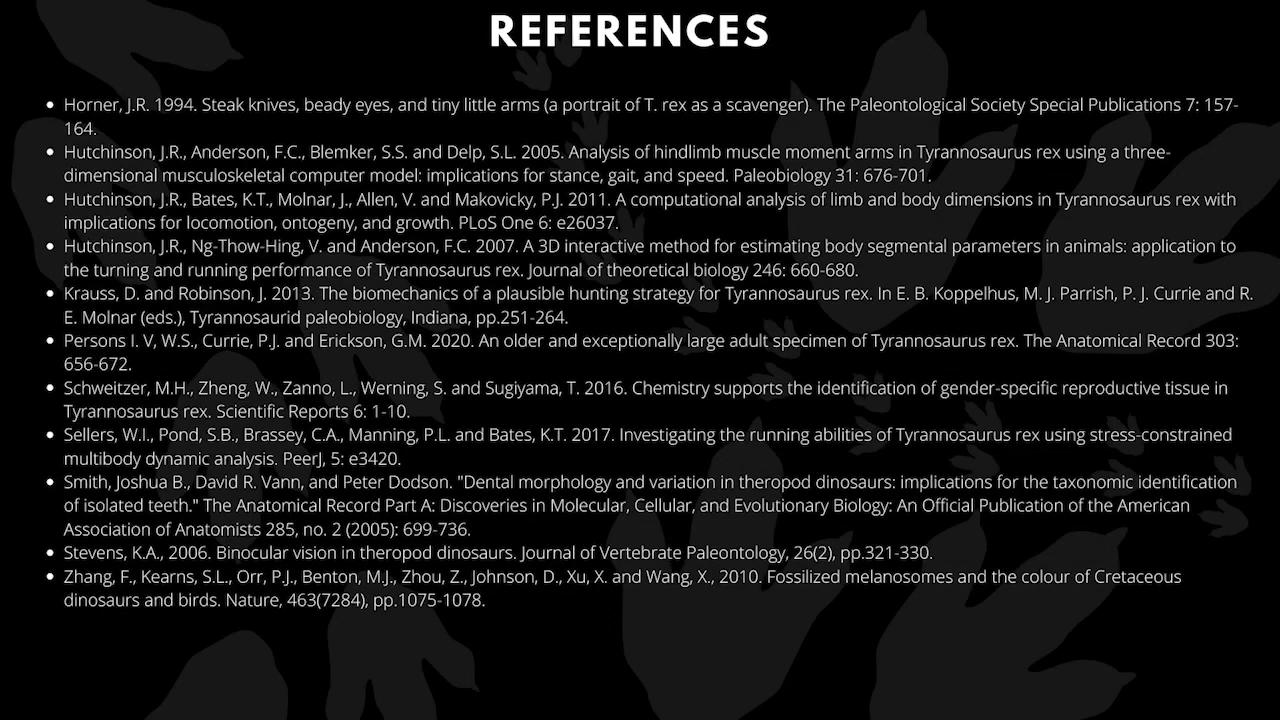 REFERENCES
• Horner, J.R. 1994. Steak knives, beady eyes, and tiny little arms (a portrait of T. rex as a scavenger). The Paleontological Society Special Publications 7: 157-
164.
• Hutchinson, J.R., Anderson, F.C., Blemker, S.S. and Delp, S.L. 2005. Analysis of hindlimb muscle moment arms in Tyrannosaurus rex using a three-
dimensional musculoskeletal computer model: implications for stance, gait, and speed. Paleobiology 31: 676-701.
• Hutchinson, J.R., Bates, K.T., Molnar, J., Allen, V. and Makovicky, P.J. 2011. A computational analysis of limb and body dimensions in Tyrannosaurus rex with
implications for locomotion, ontogeny, and growth. PLoS One 6: e26037.
• Hutchinson, J.R., Ng-Thow-Hing, V. and Anderson, F.C. 2007. A 3D interactive method for estimating body segmental parameters in animals: application to
the turning and running performance of Tyrannosaurus rex. Journal of theoretical biology 246: 660-680.
• Krauss, D. and Robinson, J. 2013. The biomechanics of a plausible hunting strategy for Tyrannosaurus rex. In E. B. Koppelhus, M. J. Parrish, P. J. Currie and R.
E. Molnar (eds.), Tyrannosaurid paleobiology, Indiana, pp.251-264.
• Persons I. V, W.S., Currie, P.J. and Erickson, G.M. 2020. An older and exceptionally large adult specimen of Tyrannosaurus rex. The Anatomical Record 303:
656-672.
• Schweitzer, M.H., Zheng, W., Zanno, L., Werning, S. and Sugiyama, T. 2016. Chemistry supports the identification of gender-specific reproductive tissue in
Tyrannosaurus rex. Scientific Reports 6: 1-10.
• Sellers, W.I., Pond, S.B., Brassey, C.A., Manning, P.L. and Bates, K.T. 2017. Investigating the running abilities of Tyrannosaurus rex using stress-constrained
multibody dynamic analysis. PeerJ, 5: e3420.
• Smith, Joshua B., David R. Vann, and Peter Dodson. "Dental morphology and variation in theropod dinosaurs: implications for the taxonomic identification
of isolated teeth." The Anatomical Record Part A: Discoveries in Molecular, Cellular, and Evolutionary Biology: An Official Publication of the American
Association of Anatomists 285, no. 2 (2005): 699-736.
• Stevens, K.A., 2006. Binocular vision in theropod dinosaurs. Journal of Vertebrate Paleontology, 26(2), pp.321-330.
• Zhang, F., Kearns, S.L., Orr, P.J., Benton, M.J., Zhou, Z., Johnson, D., Xu, X. and Wang, X., 2010. Fossilized melanosomes and the colour of Cretaceous
dinosaurs and birds. Nature, 463(7284), pp.1075-1078.